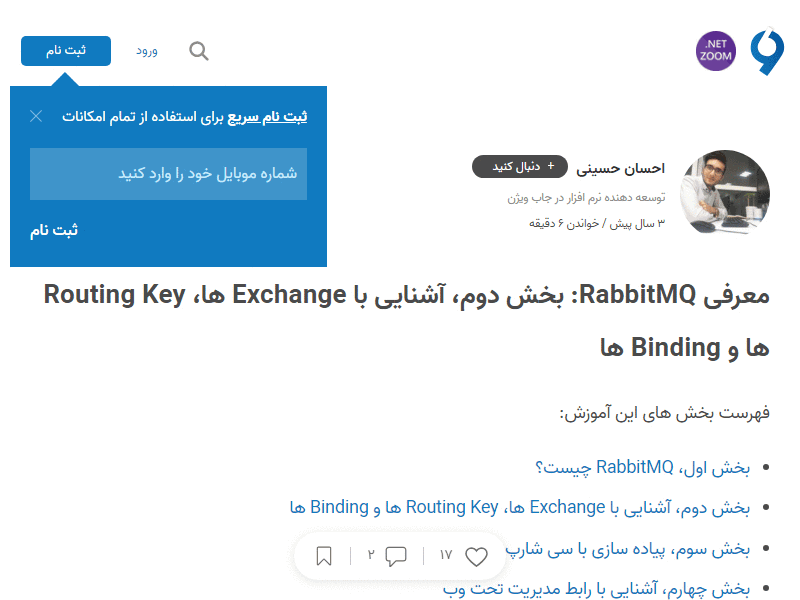 .NET
ZOOM
ورود
ثبت نام
ثبت نام سریع برای استفاده از تمام امکانات
شماره موبایل خود را وارد کنید
ثبت نام
احسان حسینی
+ دنبال کنید
توسعه دهنده نرم افزار در جاب ویژن
۳ سال پیش / خواندن ۶ دقیقه
معرفی RabbitMQ: بخش دوم، آشنایی با Exchange ها، Routing Key
ها و Binding ها
فهرست بخش های این آموزش:
بخش اول، RabbitMQ چیست؟
بخش دوم، آشنایی با Exchange ها، Routing Key ها و Binding ها
بخش سوم، پیاده سازی با سی شارپ
۱۷
۲
بخش چهارم، آشنایی با رابط مدیریت تحت وب